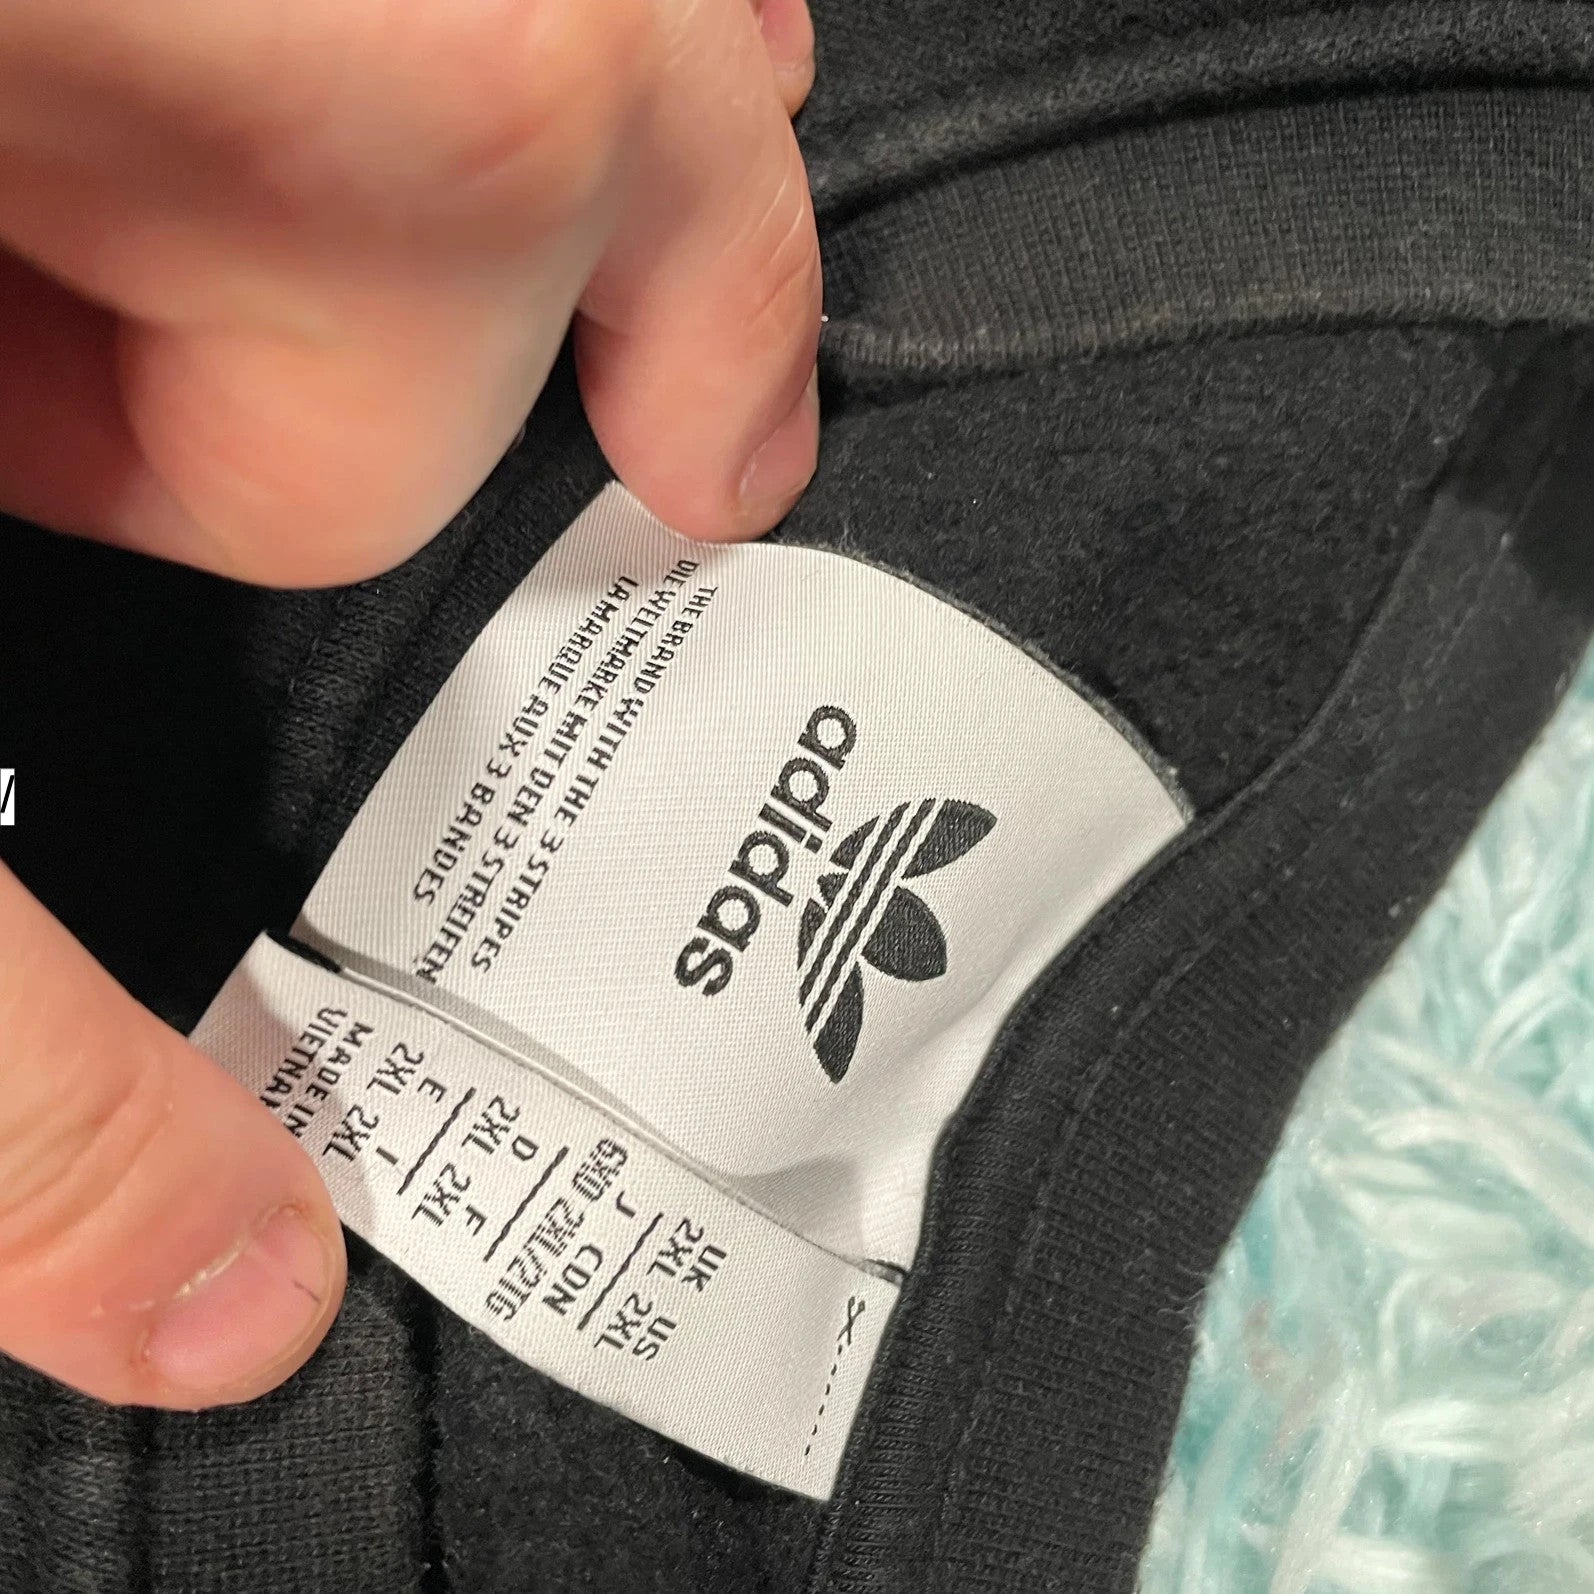 adidas
THE BRAND WITH THE 3 STRIPES
DIE WELTMARKE MIT DEN 3 STREIFEN
LA MARQUE AUX 3 BANDES
UK US
2XL 2XL
J CDN
6XO 2XL/2TG
D F
2XL 2XL
E I
2XL 2XL
MADE IN
VIETNAM
/